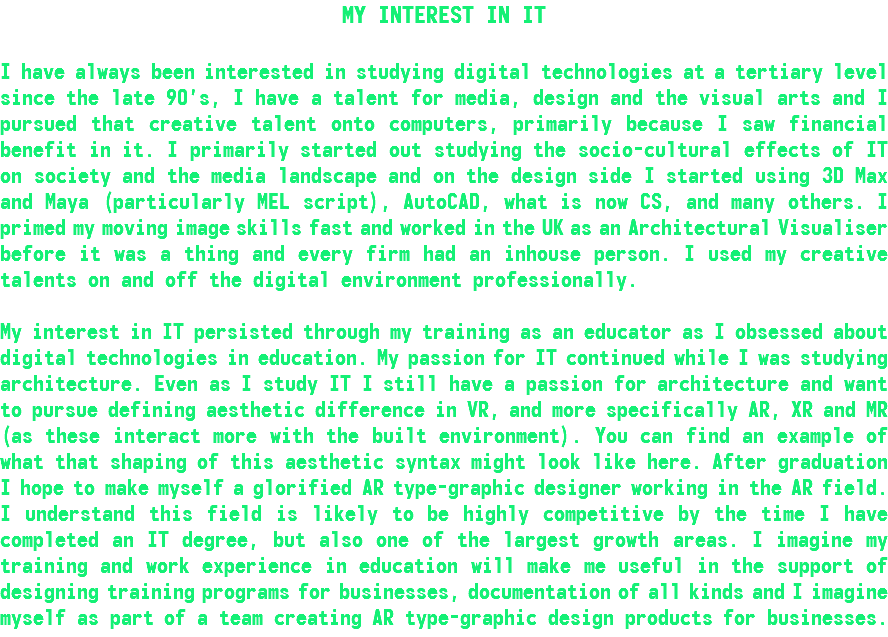 MY INTEREST IN IT
I have always been interested in studying digital technologies at a tertiary level
since the late 90's, I have a talent for media, design and the visual arts and I
pursued that creative talent onto computers, primarily because I saw financial
benefit in it. I primarily started out studying the socio-cultural effects of IT
on society and the media landscape and on the design side I started using 3D Max
and Maya (particularly MEL script), AutoCAD, what is now CS, and many others. I
primed my moving image skills fast and worked in the UK as an Architectural Visualiser
before it was a thing and every firm had an inhouse person. I used my creative
talents on and off the digital environment professionally.
My interest in IT persisted through my training as an educator as I obsessed about
digital technologies in education. My passion for IT continued while I was studying
architecture. Even as I study IT I still have a passion for architecture and want
to pursue defining aesthetic difference in VR, and more specifically AR, XR and MR
(as these interact more with the built environment). You can find an example of
what that shaping of this aesthetic syntax might look like here. After graduation
I hope to make myself a glorified AR type-graphic designer working in the AR field.
I understand this field is likely to be highly competitive by the time I have
completed an IT degree, but also one of the largest growth areas. I imagine my
training and work experience in education will make me useful in the support of
designing training programs for businesses, documentation of all kinds and I imagine
myself as part of a team creating AR type-graphic design products for businesses.